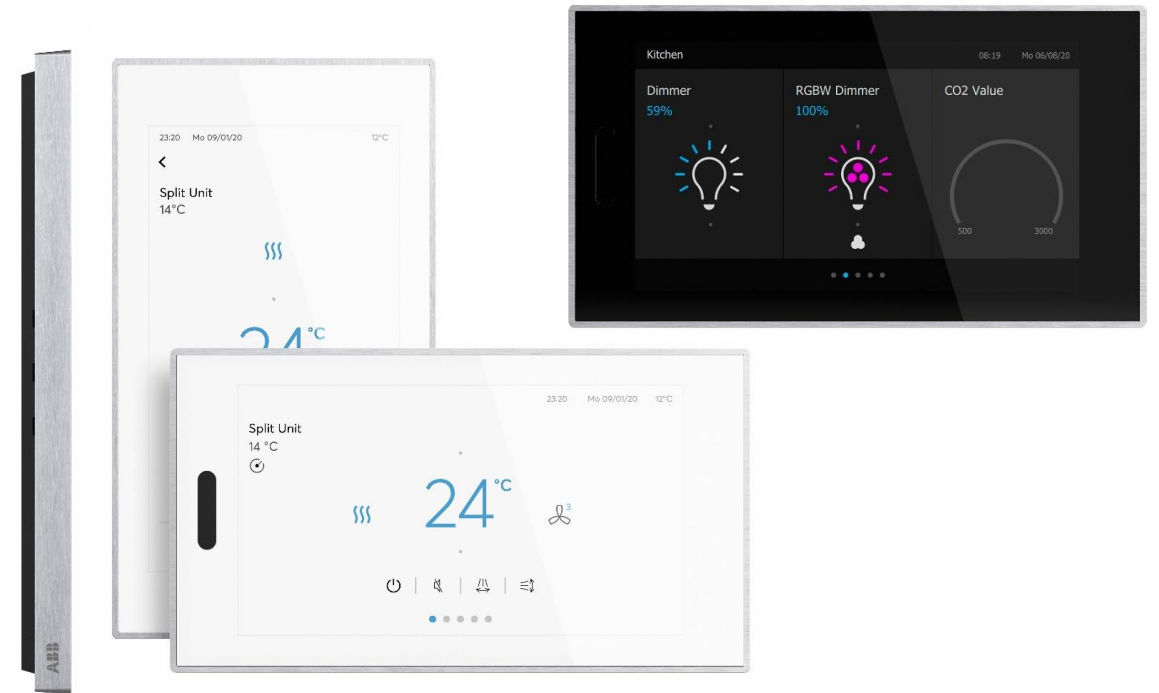 Kitchen
08:19 Mo 06/08/20
Dimmer
59%
RGBW Dimmer
100%
CO2 Value
500 3000
23:20 Mo 09/01/20 12°C
Split Unit
14°C
24°C
23:20 Mo 09/01/20 12°C
Split Unit
14 °C
24°C
3
ABB